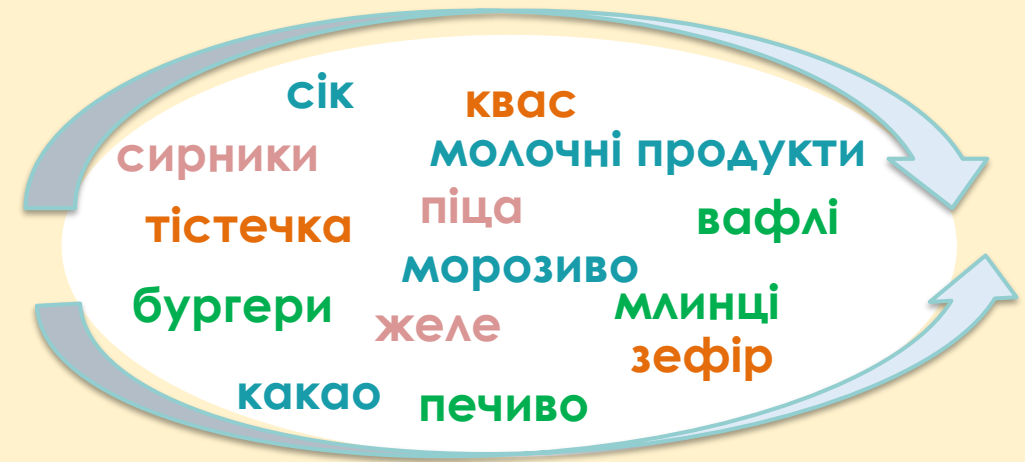 сік
квас
сирники
молочні продукти
тістечка
піца
вафлі
морозиво
бургери
желе
млинці
зефір
какао
печиво